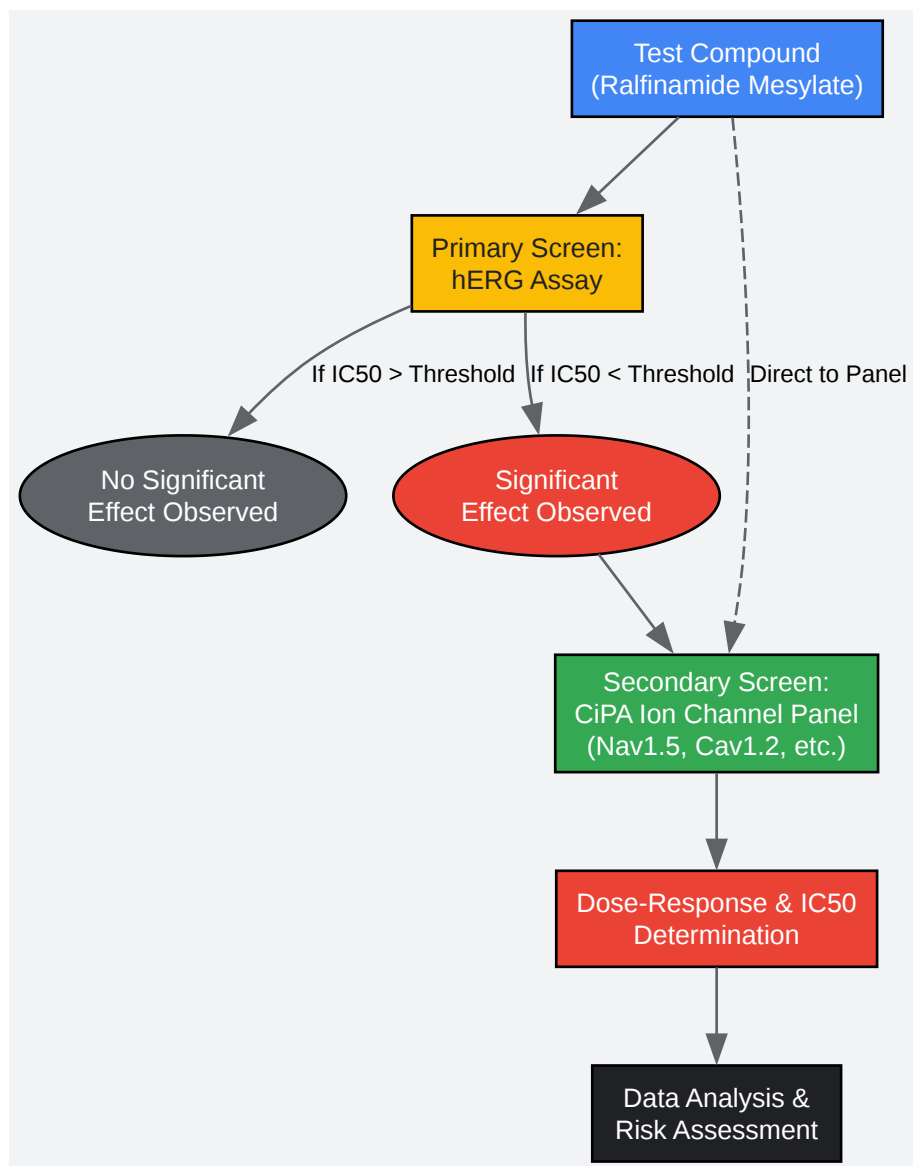 Test Compound
(Ralfinamide Mesylate)
Primary Screen:
hERG Assay
If IC50 > Threshold
If IC50 < Threshold
Direct to Panel
No Significant
Effect Observed
Significant
Effect Observed
Secondary Screen:
CiPA Ion Channel Panel
(Nav1.5, Cav1.2, etc.)
Dose-Response & IC50
Determination
Data Analysis &
Risk Assessment